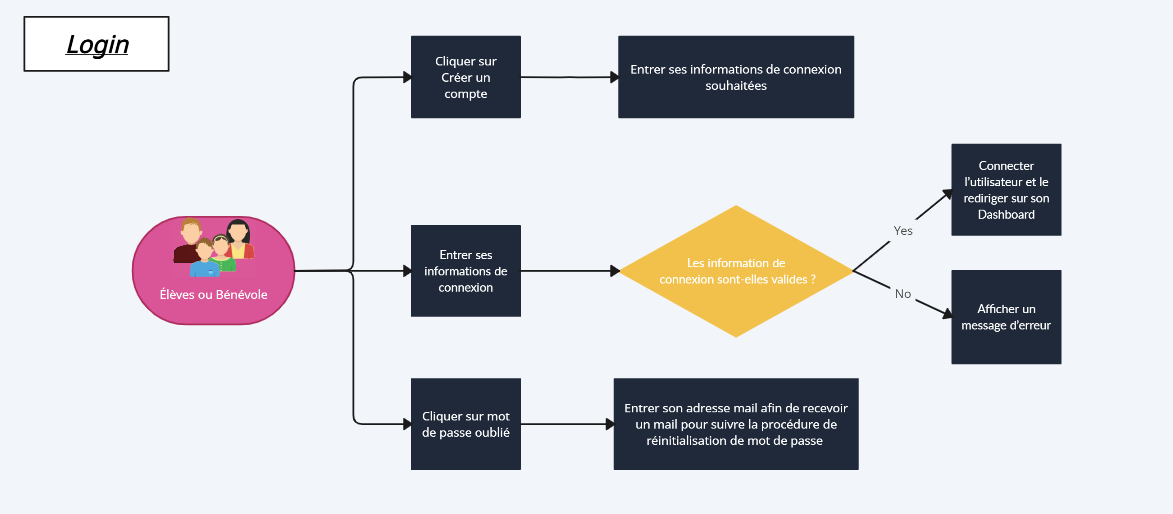 Login
Cliquer sur
Créer un
compte
Entrer ses informations de connexion
souhaitées
Connecter
l'utilisateur et le
rediriger sur son
Dashboard
Yes
Élèves ou Bénévole
Entrer ses
informations de
connexion
Les information de
connexion sont-elles valides ?
No
Afficher un
message d'erreur
Cliquer sur mot
de passe oublié
Entrer son adresse mail afin de recevoir
un mail pour suivre la procédure de
réinitialisation de mot de passe